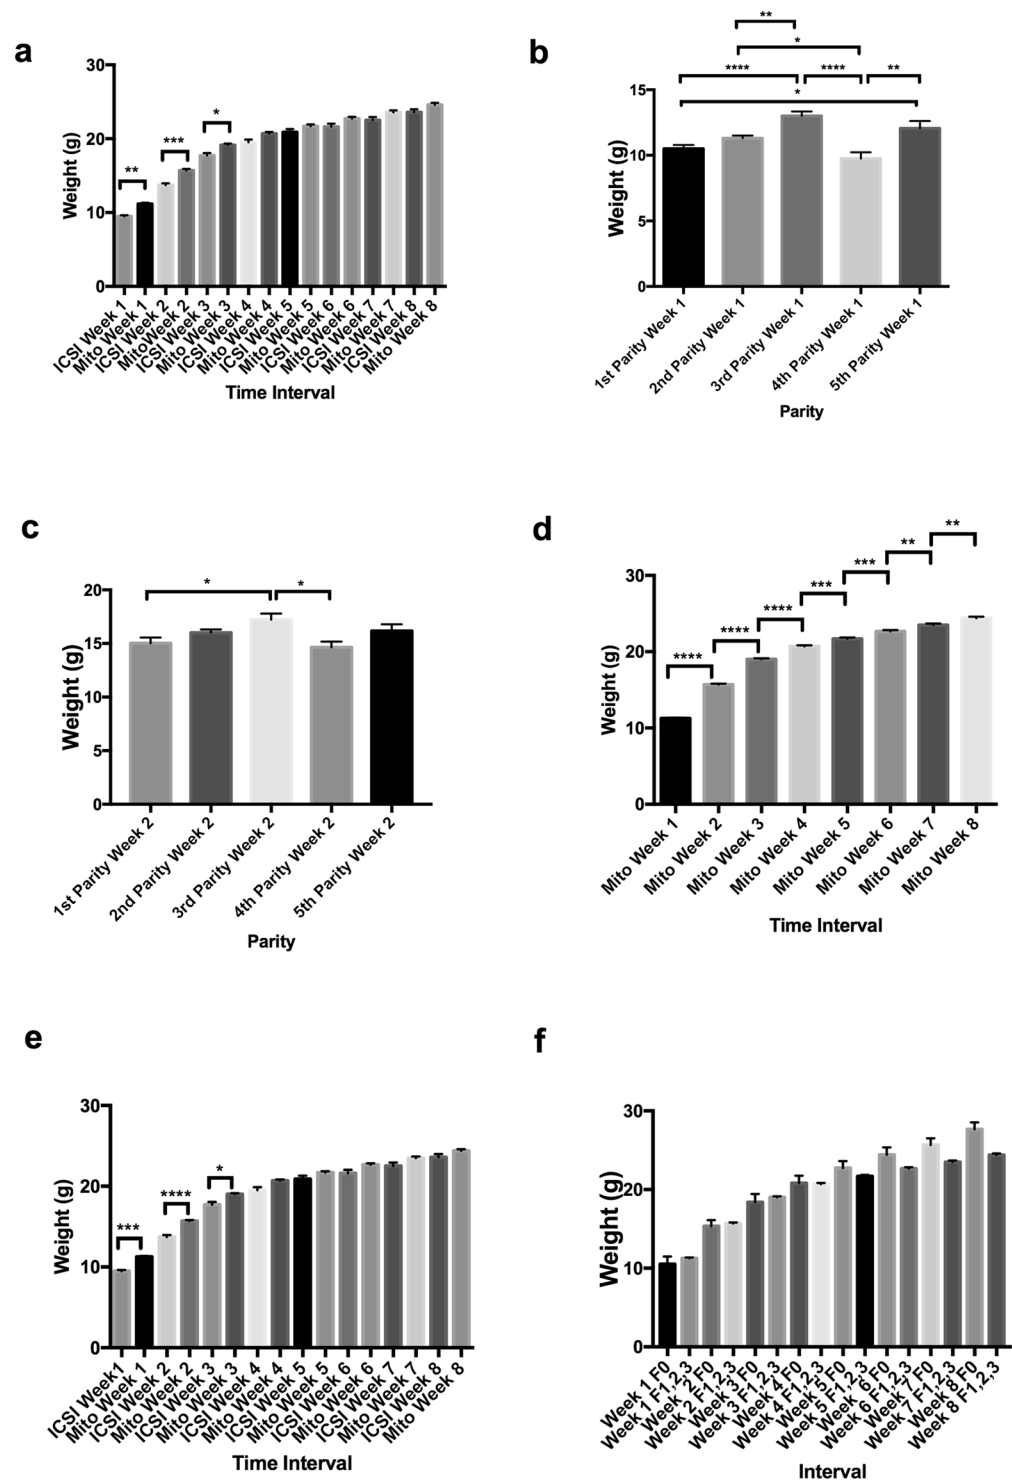 a
**
***
*
30
20
10
0
Weight (g)
ICSI Week 1
Mito Week 1
ICSI Week 2
MitoWeek 2
ICSI Week 3
Mito Week 3
ICSI Week 4
Mito Week 4
ICSI Week 5
Mito Week 5
ICSI Week 6
Mito Week 6
ICSI Week 7
Mito Week 7
ICSI Week 8
Mito Week 8
Time Interval
b
**
*
**** **** **
*
15
10
5
0
Weight (g)
1st Parity Week 1
2nd Parity Week 1
3rd Parity Week 1
4th Parity Week 1
5th Parity Week 1
Parity
c
* *
20
15
10
5
0
Weight (g)
1st Parity Week 2
2nd Parity Week 2
3rd Parity Week 2
4th Parity Week 2
5th Parity Week 2
Parity
d
****
****
****
***
***
**
**
30
20
10
0
Weight (g)
Mito Week 1
Mito Week 2
Mito Week 3
Mito Week 4
Mito Week 5
Mito Week 6
Mito Week 7
Mito Week 8
Time Interval
e
***
****
*
30
20
10
0
Weight (g)
ICSI Week1
Mito Week 1
ICSI Week 2
Mito Week 2
ICSI Week 3
Mito Week 3
ICSI Week 4
Mito Week 4
ICSI Week 5
Mito Week 5
ICSI Week 6
Mito Week 6
ICSI Week 7
Mito Week 7
ICSI Week 8
Mito Week 8
Time Interval
f
30
20
10
0
Weight (g)
Week 1 F0
Week 1 F1,2,3
Week 2 F0
Week 2 F1,2,3
Week 3 F0
Week 3 F1,2,3
Week 4 F0
Week 4 F1,2,3
Week 5 F0
Week 5 F1,2,3
Week 6 F0
Week 6 F1,2,3
Week 7 F0
Week 7 F1,2,3
Week 8 F0
Week 8 F1,2,3
Interval